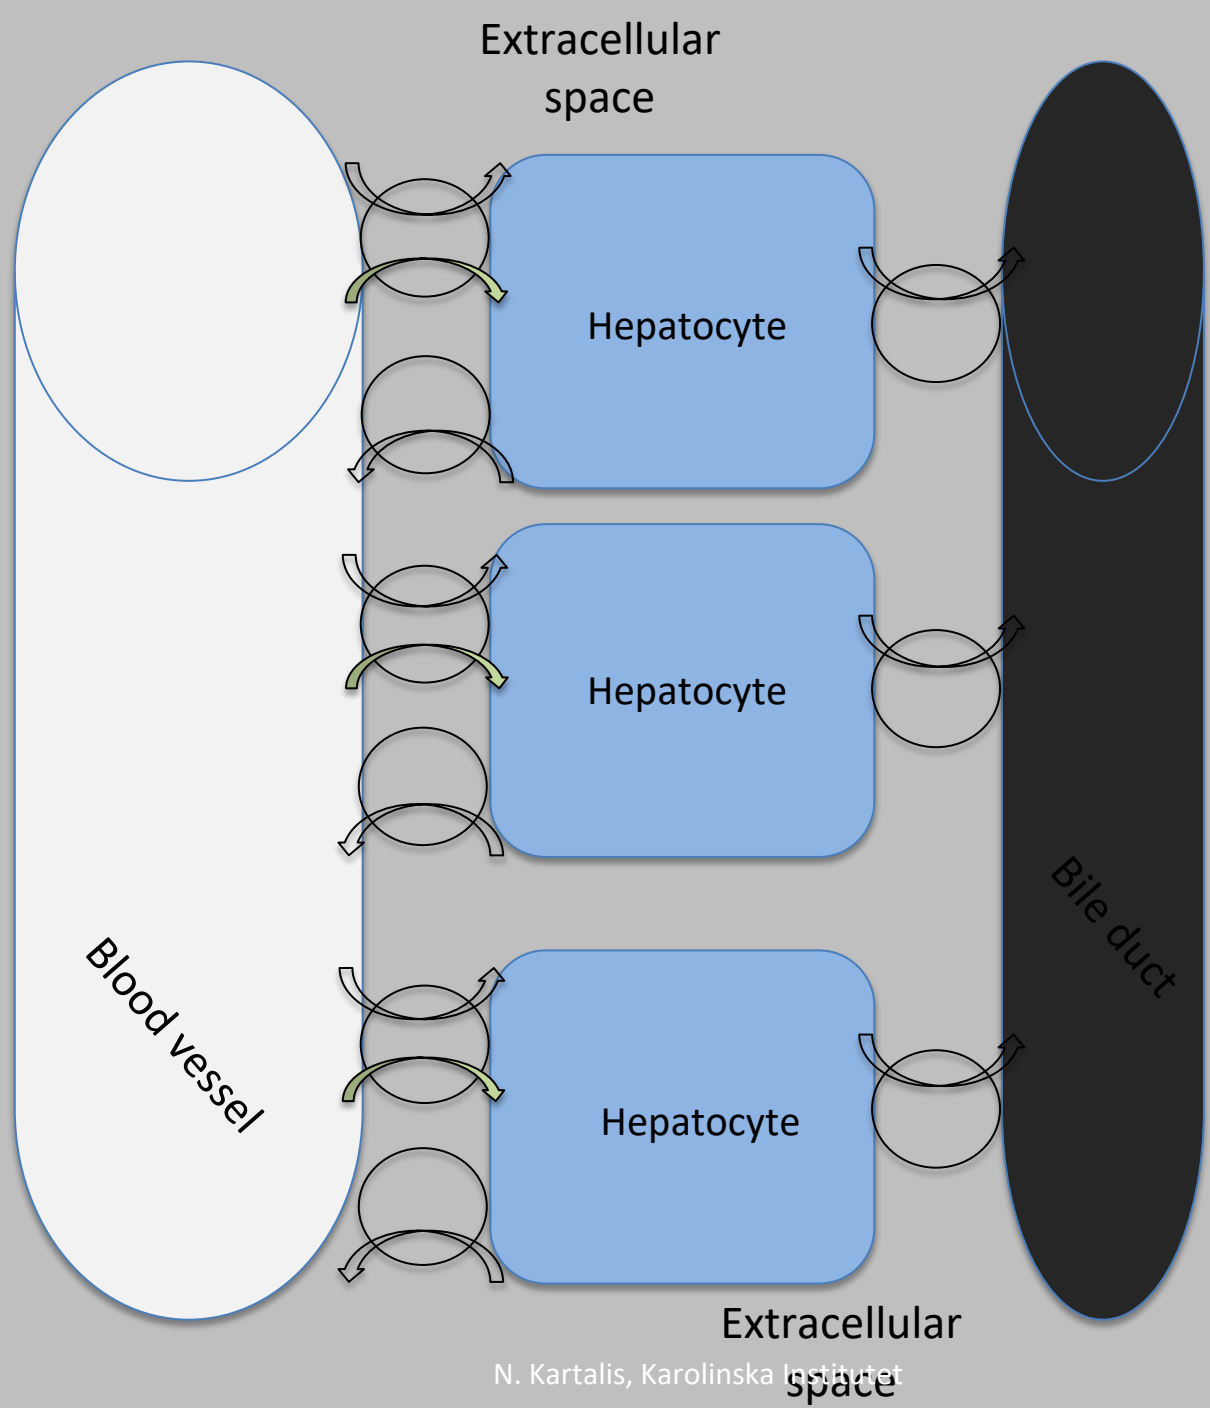 Extracellular
space
Hepatocyte
Hepatocyte
Bile duct
Blood vessel
Hepatocyte
Extracellular
space
N. Kartalis, Karolinska Institutet